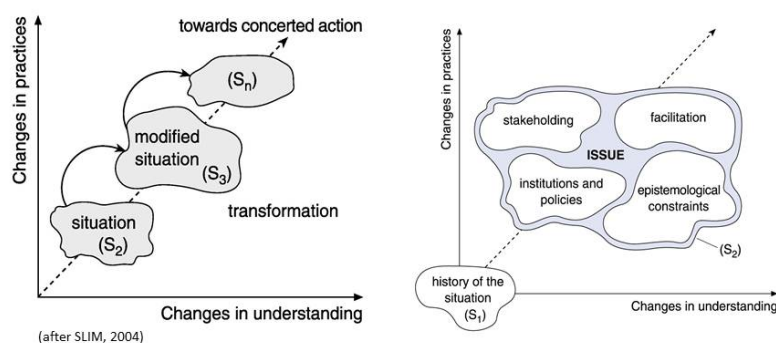 towards concerted action
Changes in practices
(Sn)
modified
situation
(S3)
situation
(S2)
transformation
Changes in understanding
(after SLIM, 2004)
Changes in practices
stakeholding
facilitation
ISSUE
institutions and
policies
epistemological
constraints
(S2)
history of the
situation
(S1)
Changes in understanding